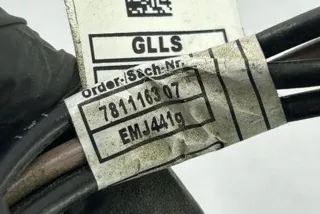 GLLS
Order-/Sach-Nr.
7811163 07
EMJ441g